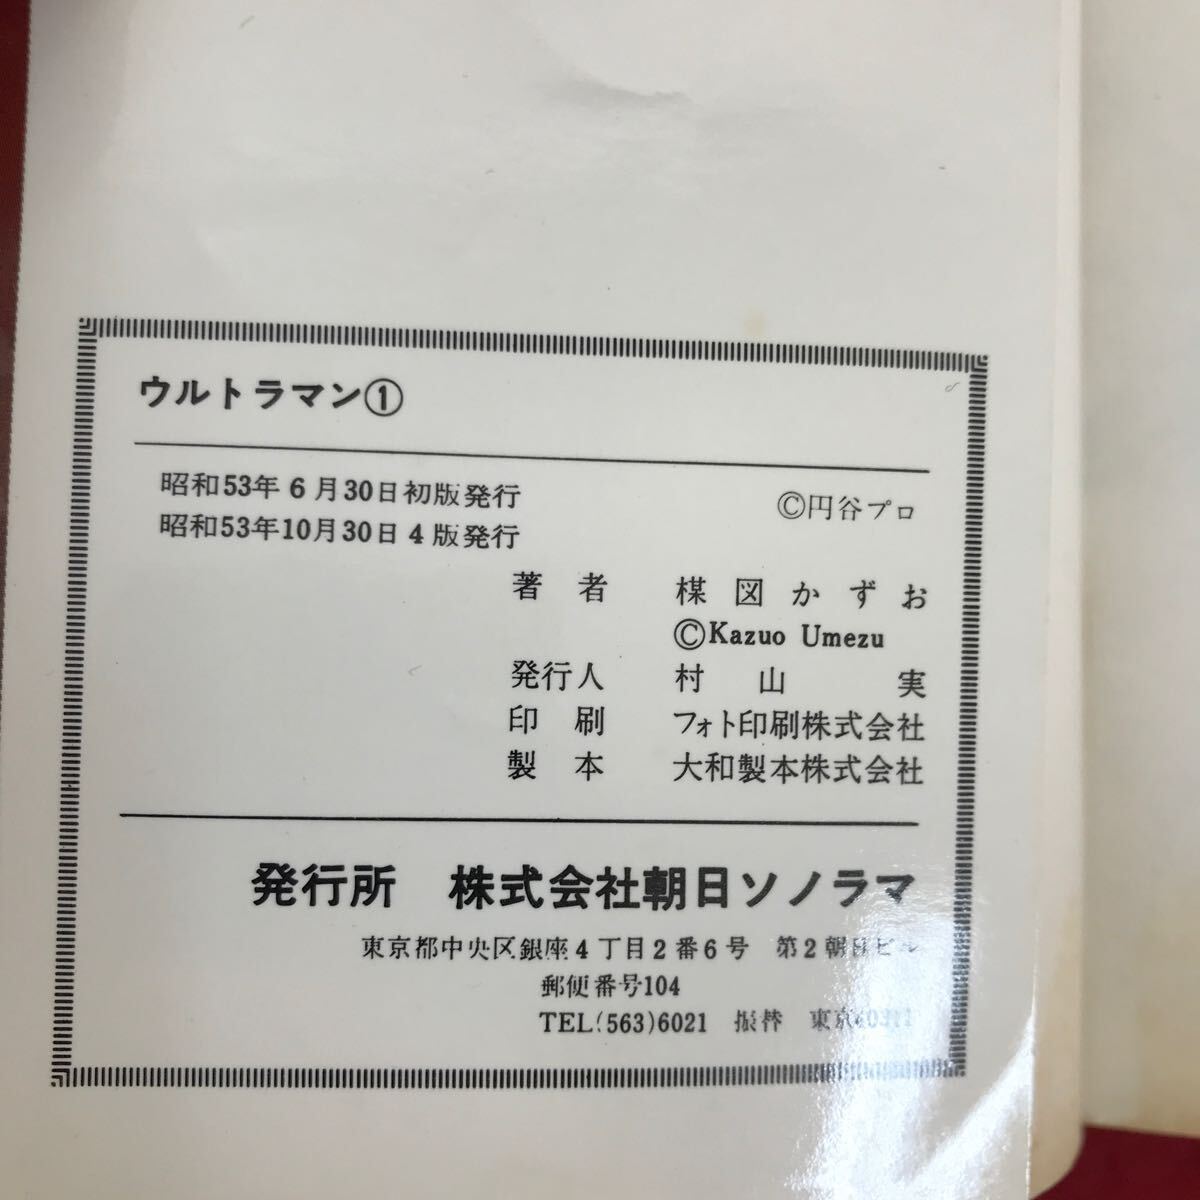 ウルトラマン①
昭和53年6月30日初版発行
昭和53年10月30日4版発行
©円谷プロ
著者 楳図かずお
©Kazuo Umezu
発行人 村山 実
印刷 フォト印刷株式会社
製本 大和製本株式会社
発行所 株式会社朝日ソノラマ
東京都中央区銀座4丁目2番6号 第2朝日ビル
郵便番号104
TEL(563)6021 振替 東京